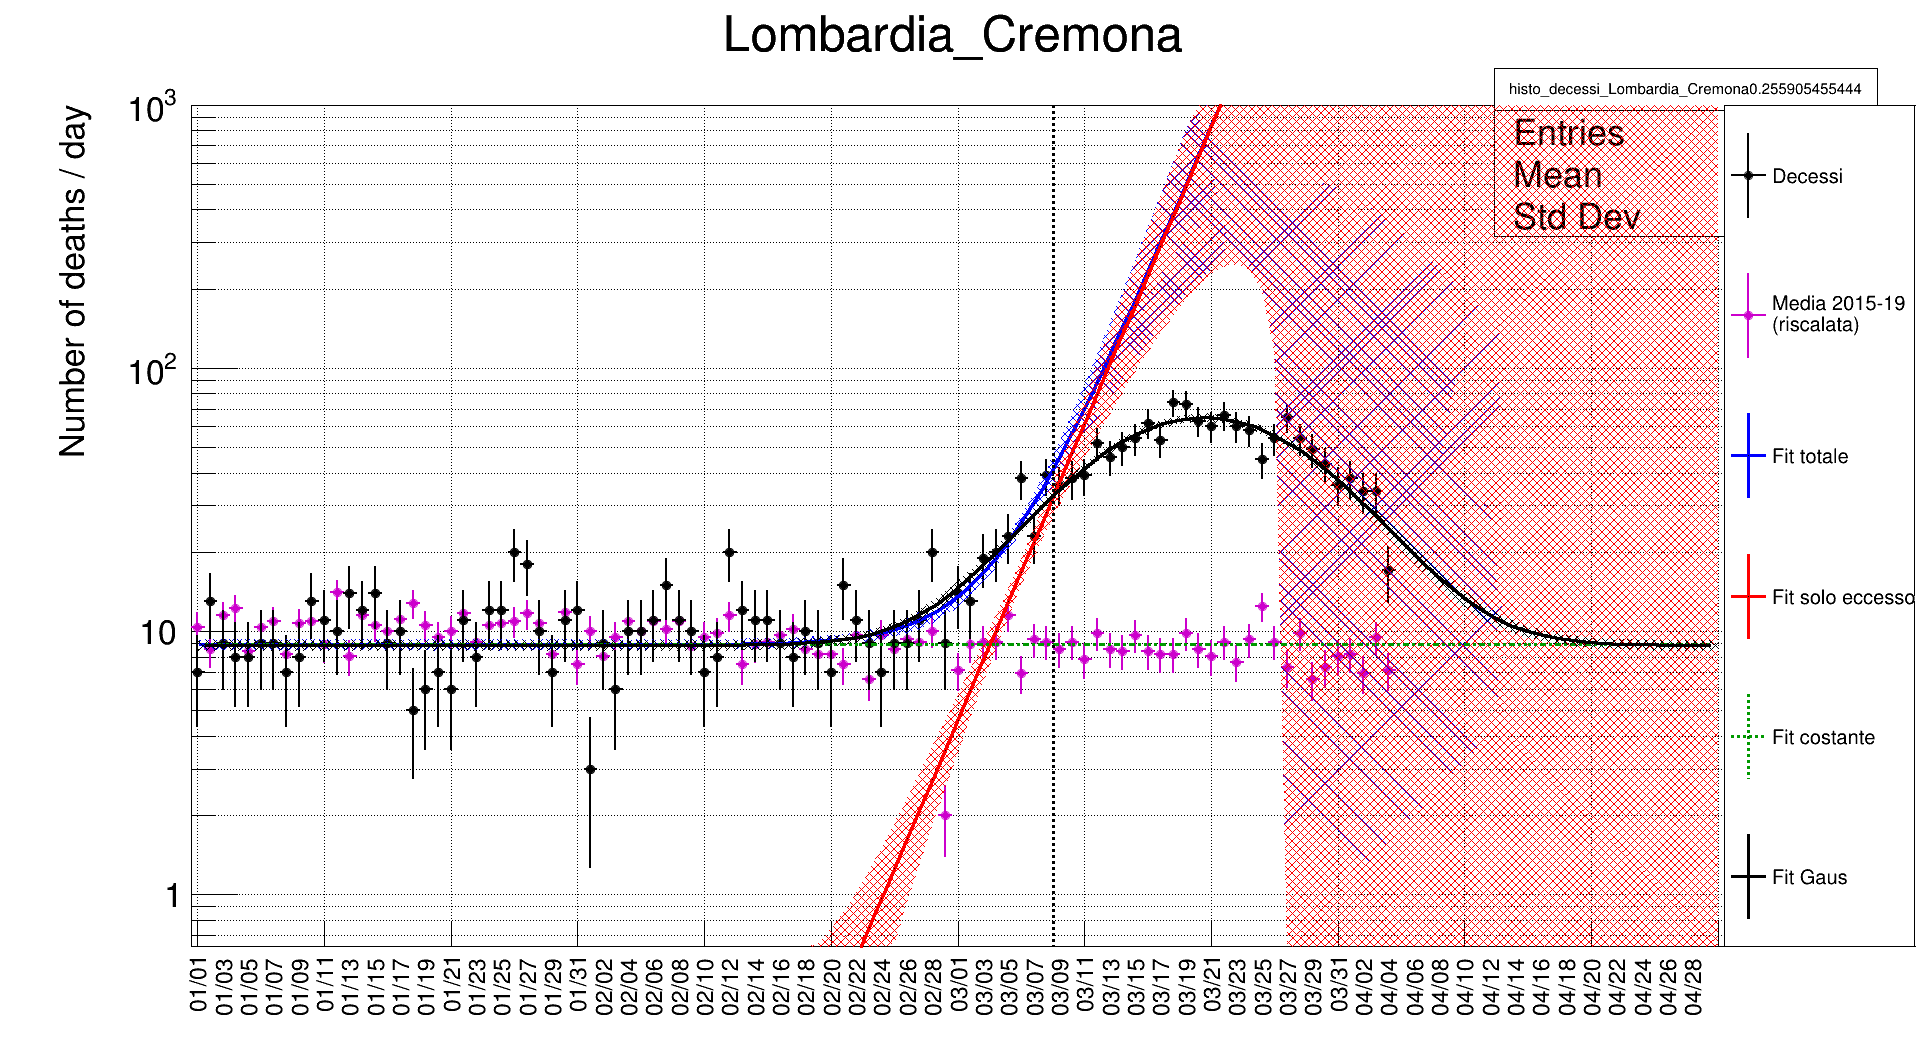 Lombardia_Cremona
histo_decessi_Lombardia_Cremona0.255905455444
Entries
Mean
Std Dev
Number of deaths / day
10³
10²
10
1
Decessi
Media 2015-19
(riscalata)
Fit totale
Fit solo eccesso
Fit costante
Fit Gaus
01/01 01/03 01/05 01/07 01/09 01/11 01/13 01/15 01/17 01/19 01/21 01/23 01/25 01/27 01/29 01/31 02/02 02/04 02/06 02/08 02/10 02/12 02/14 02/16 02/18 02/20 02/22 02/24 02/26 02/28 03/01 03/03 03/05 03/07 03/09 03/11 03/13 03/15 03/17 03/19 03/21 03/23 03/25 03/27 03/29 03/31 04/02 04/04 04/06 04/08 04/10 04/12 04/14 04/16 04/18 04/20 04/22 04/24 04/26 04/28